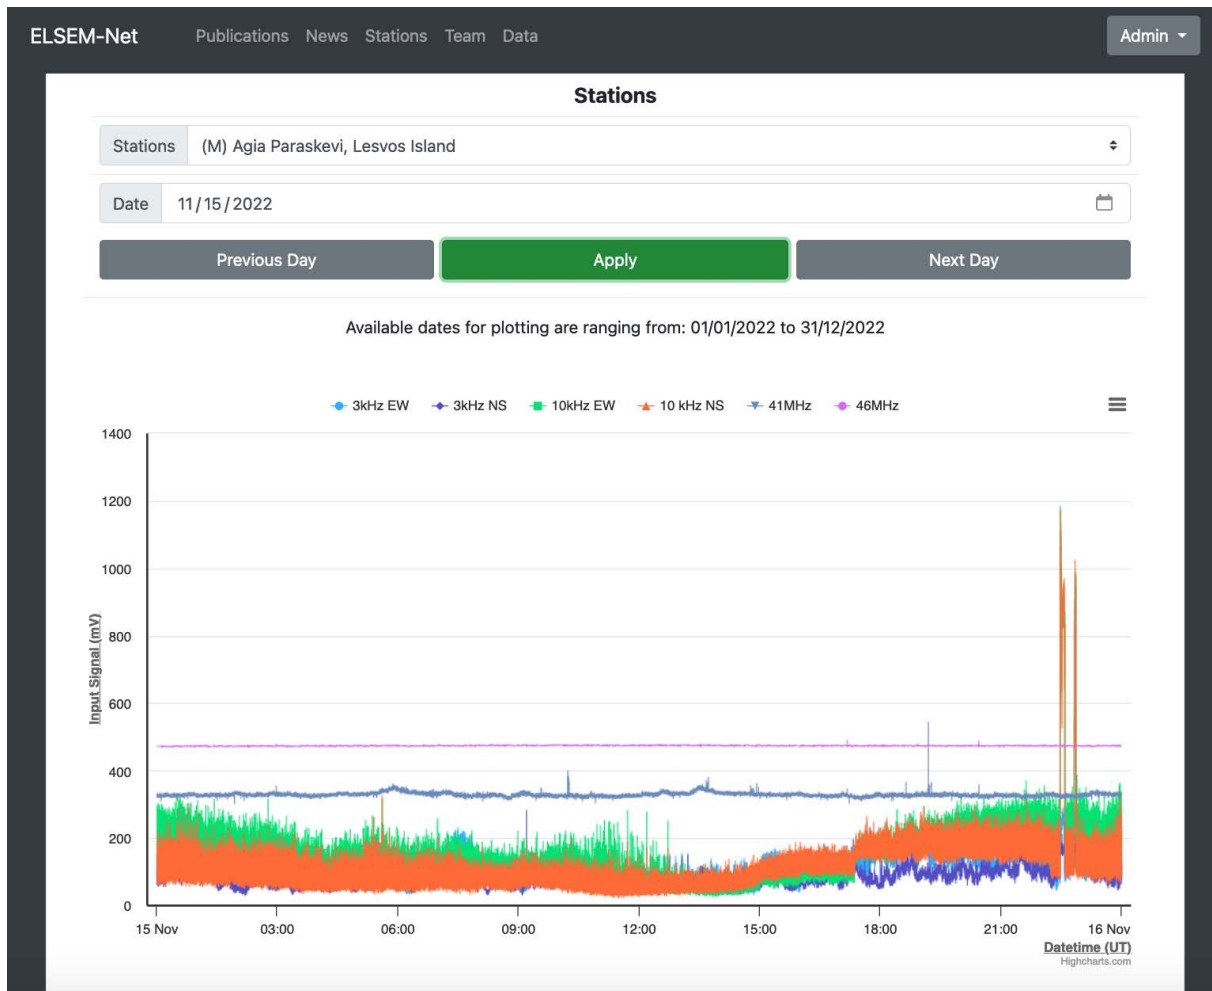 ELSEM-Net Publications News Stations Team Data Admin
Stations
Stations (M) Agia Paraskevi, Lesvos Island
Date 11/15/2022
Previous Day Apply Next Day
Available dates for plotting are ranging from: 01/01/2022 to 31/12/2022
3kHz EW 3kHz NS 10kHz EW 10 kHz NS 41MHz 46MHz
1400
1200
1000
800
600
400
200
0
Input Signal (mV)
15 Nov 03:00 06:00 09:00 12:00 15:00 18:00 21:00 16 Nov
Datetime (UT)
Highcharts.com